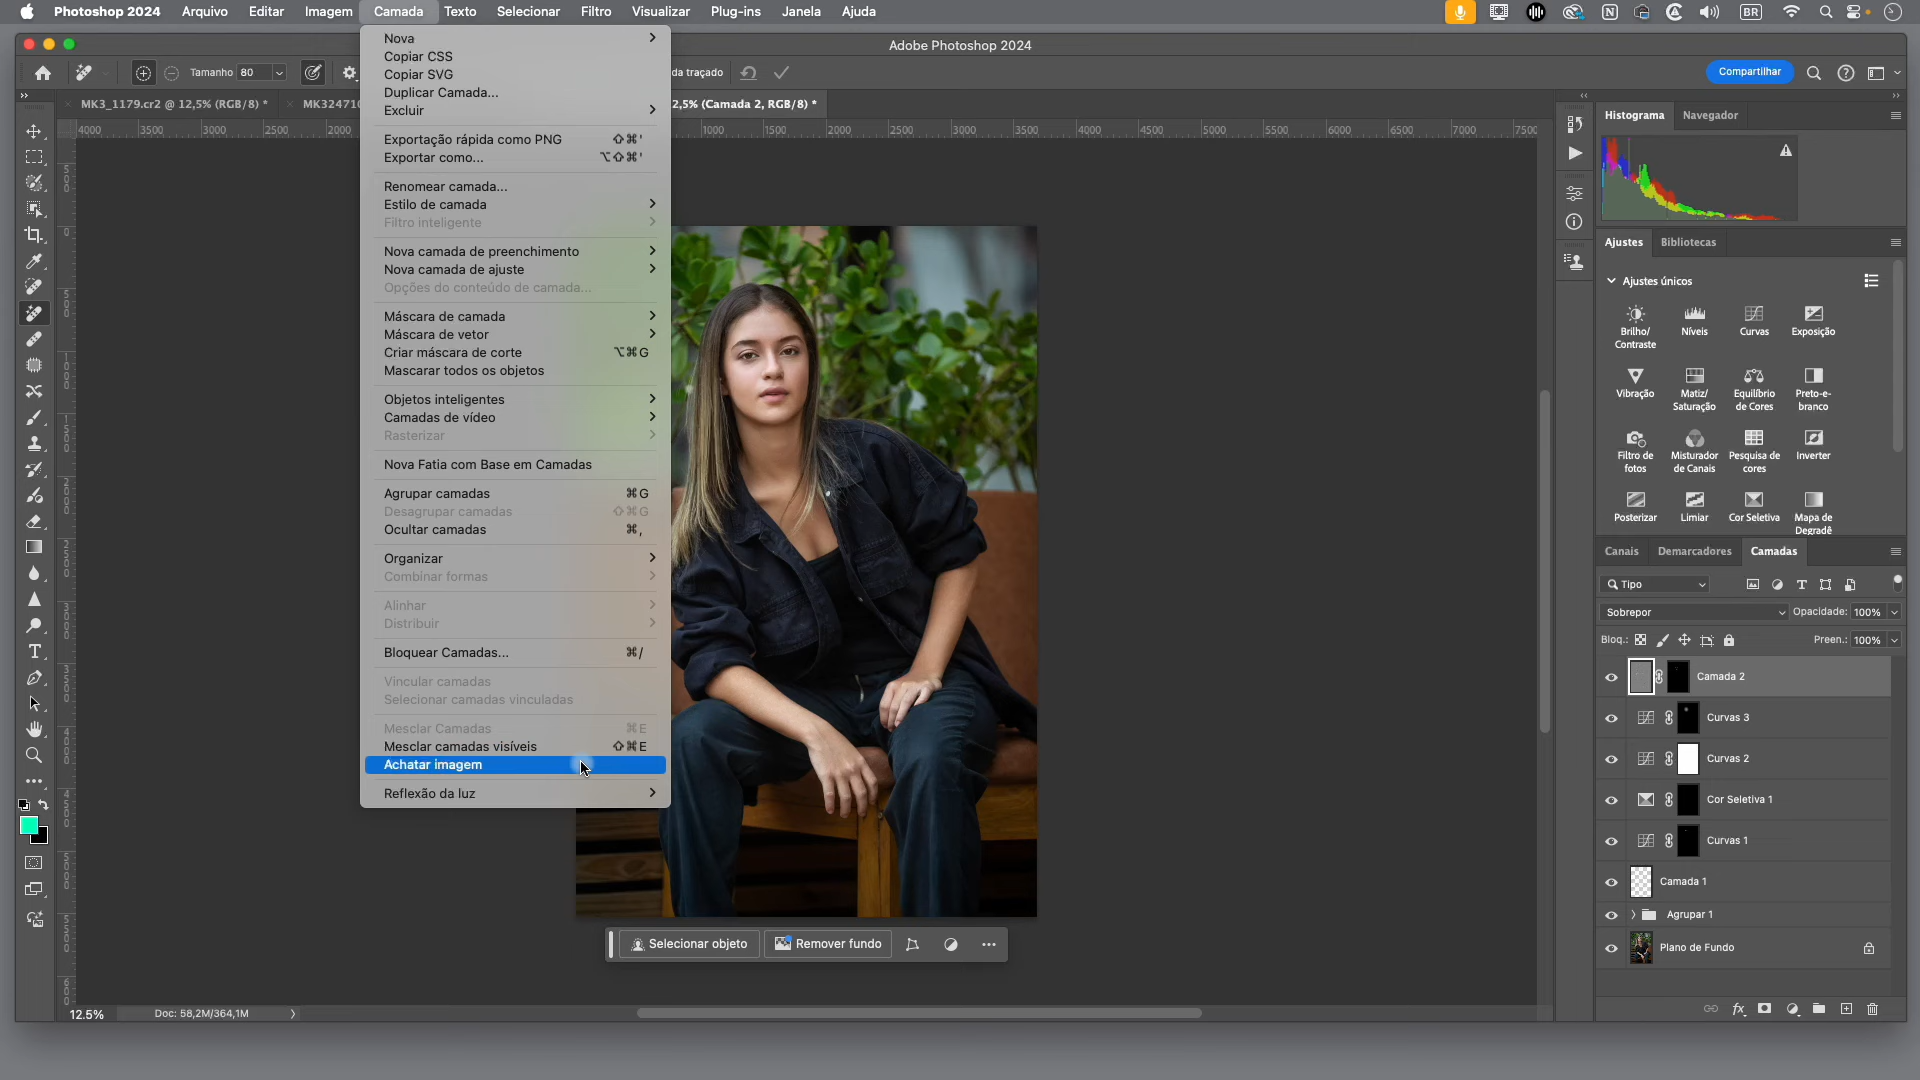 Photoshop 2024 Arquivo Editar Imagem Camada Texto Selecionar Filtro Visualizar Plug-ins Janela Ajuda
BR
Adobe Photoshop 2024
Tamanho 80
da traçado
Compartilhar
MK3_1179.cr2 @ 12,5% (RGB/8) *
MK324710
2,5% (Camada 2, RGB/8) *
4000 3500 3000 2500 2000 1000 1500 2000 2500 3000 3500 4000 4500 5000 5500 6000 6500 7000 7500
Nova
Copiar CSS
Copiar SVG
Duplicar Camada...
Excluir
Exportação rápida como PNG ⇧⌘'
Exportar como... ⌥⇧⌘'
Renomear camada...
Estilo de camada
Filtro inteligente
Nova camada de preenchimento
Nova camada de ajuste
Opções do conteúdo de camada...
Máscara de camada
Máscara de vetor
Criar máscara de corte ⌥⌘G
Mascarar todos os objetos
Objetos inteligentes
Camadas de vídeo
Rasterizar
Nova Fatia com Base em Camadas
Agrupar camadas ⌘G
Desagrupar camadas ⇧⌘G
Ocultar camadas ⌘,
Organizar
Combinar formas
Alinhar
Distribuir
Bloquear Camadas... ⌘/
Vincular camadas
Selecionar camadas vinculadas
Mesclar Camadas ⌘E
Mesclar camadas visíveis ⇧⌘E
Achatar imagem
Reflexão da luz
Selecionar objeto
Remover fundo
12.5% Doc: 58,2M/364,1M
Histograma Navegador
Ajustes Bibliotecas
Ajustes únicos
Brilho/
Contraste
Níveis
Curvas
Exposição
Vibração
Matiz/
Saturação
Equilíbrio
de Cores
Preto-e-
branco
Filtro de
fotos
Misturador
de Canais
Pesquisa de
cores
Inverter
Posterizar
Limiar
Cor Seletiva
Mapa de
Degradê
Canais Demarcadores Camadas
Tipo
Sobrepor Opacidade: 100%
Bloq.: Preen.: 100%
Camada 2
Curvas 3
Curvas 2
Cor Seletiva 1
Curvas 1
Camada 1
Agrupar 1
Plano de Fundo